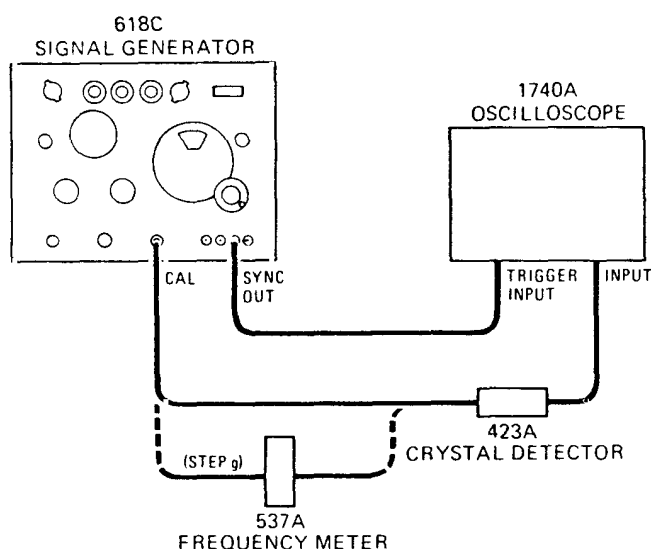 618C
SIGNAL GENERATOR
1740A
OSCILLOSCOPE
CAL
SYNC
OUT
TRIGGER
INPUT
INPUT
423A
CRYSTAL DETECTOR
(STEP g)
537A
FREQUENCY METER